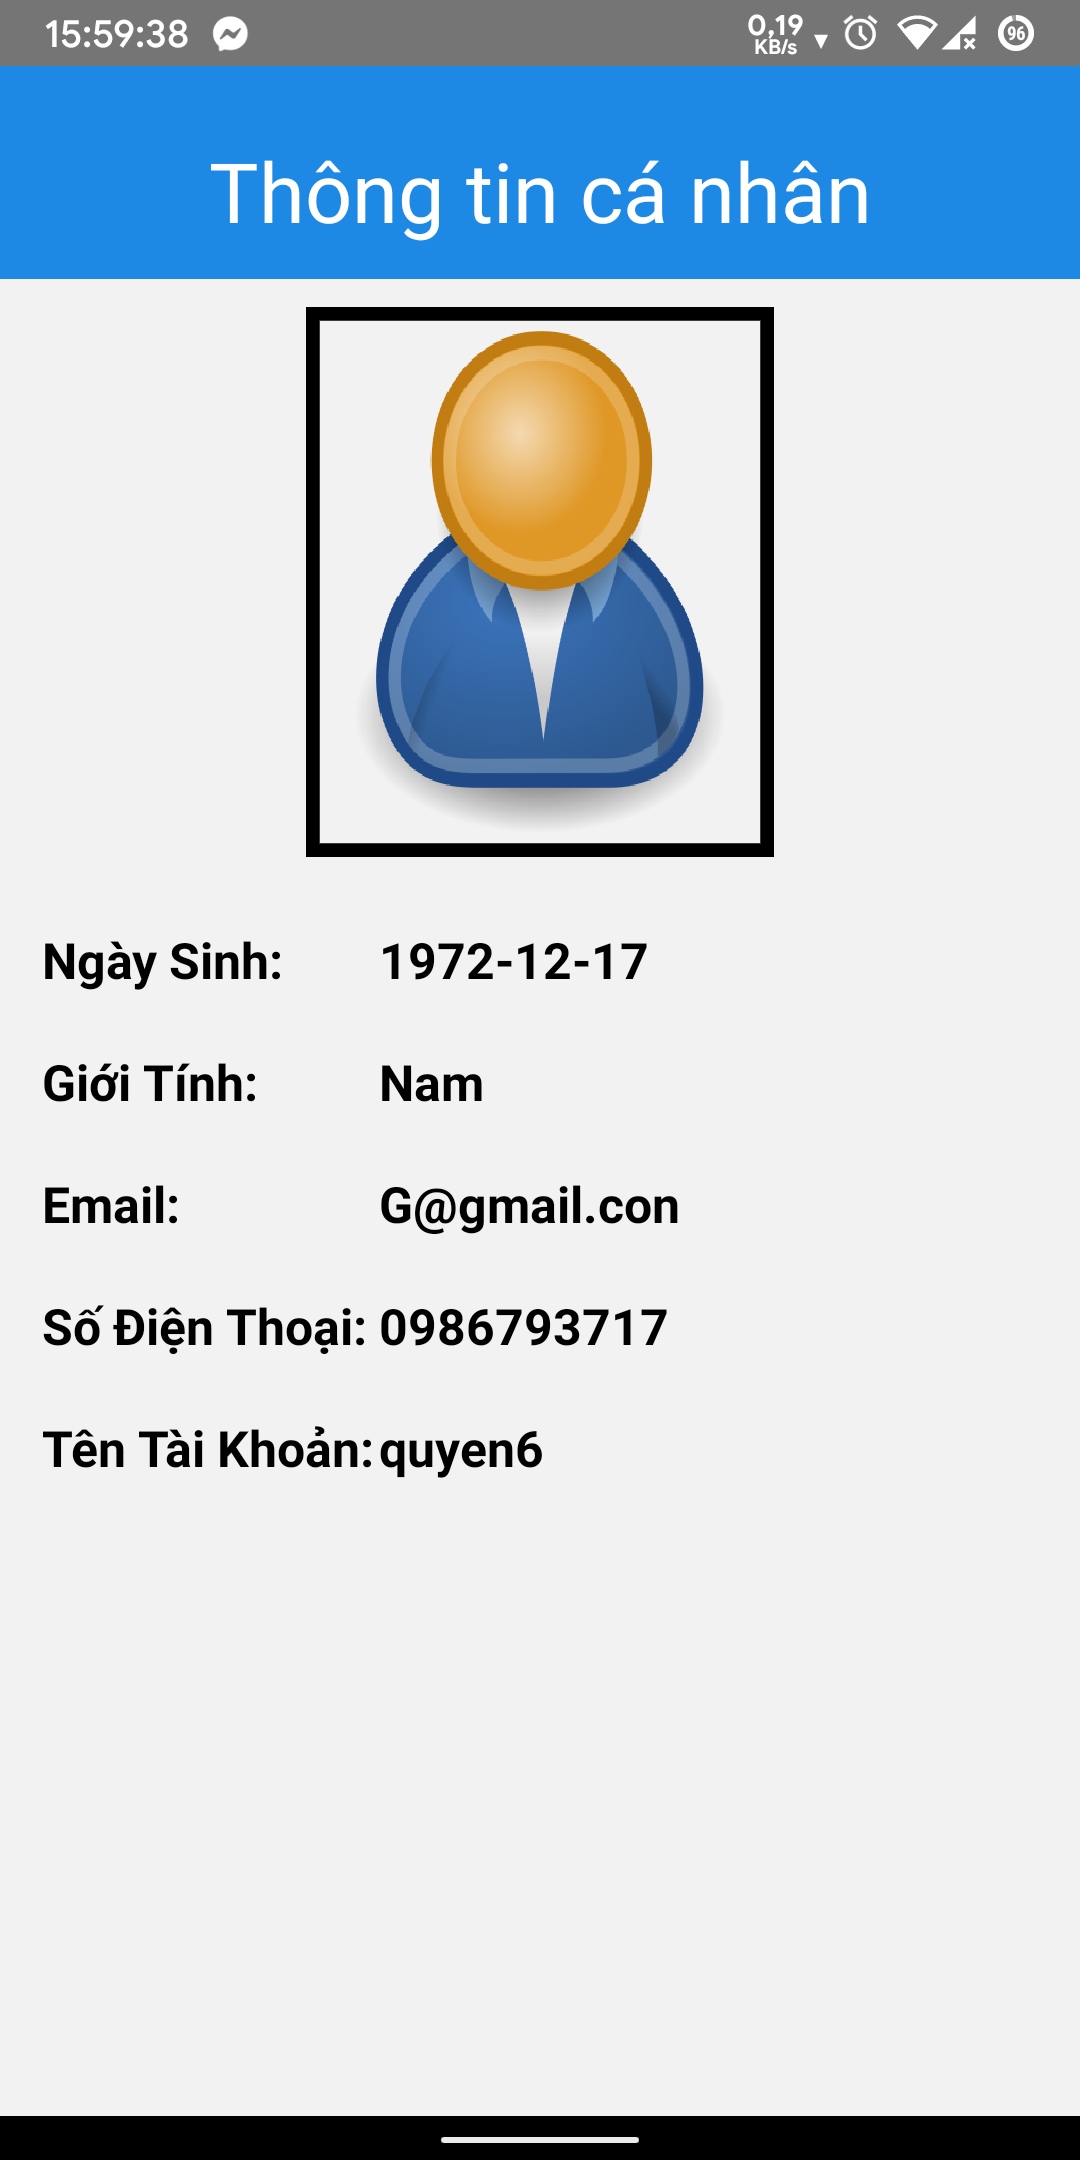 15:59:38
0,19
KB/s
96
Thông tin cá nhân
Ngày Sinh: 1972-12-17
Giới Tính: Nam
Email: G@gmail.con
Số Điện Thoại: 0986793717
Tên Tài Khoản: quyen6